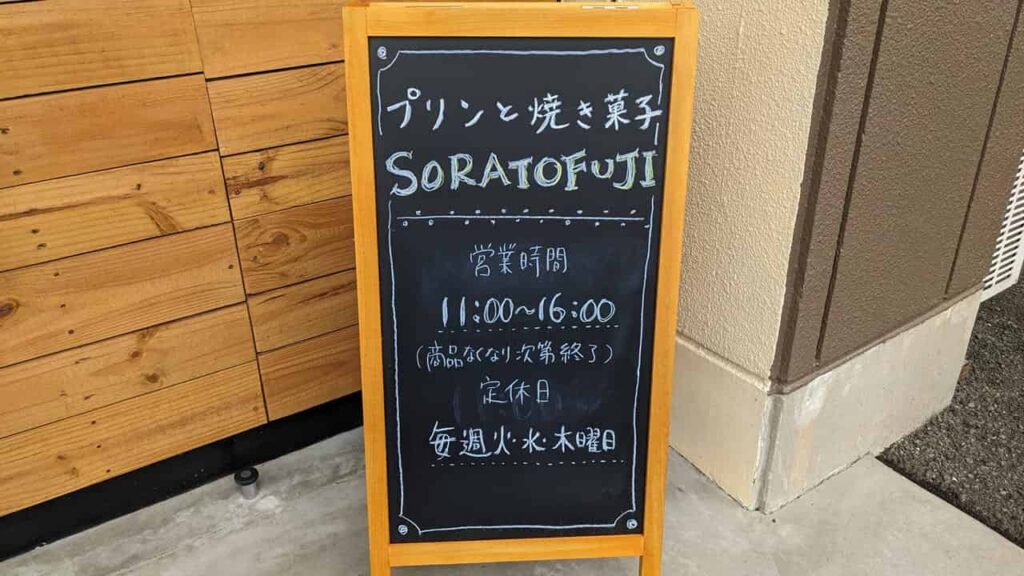 プリンと焼き菓子
SORATOFUJI
営業時間
11:00〜16:00
(商品なくなり次第終了)
定休日
毎週火・水・木曜日